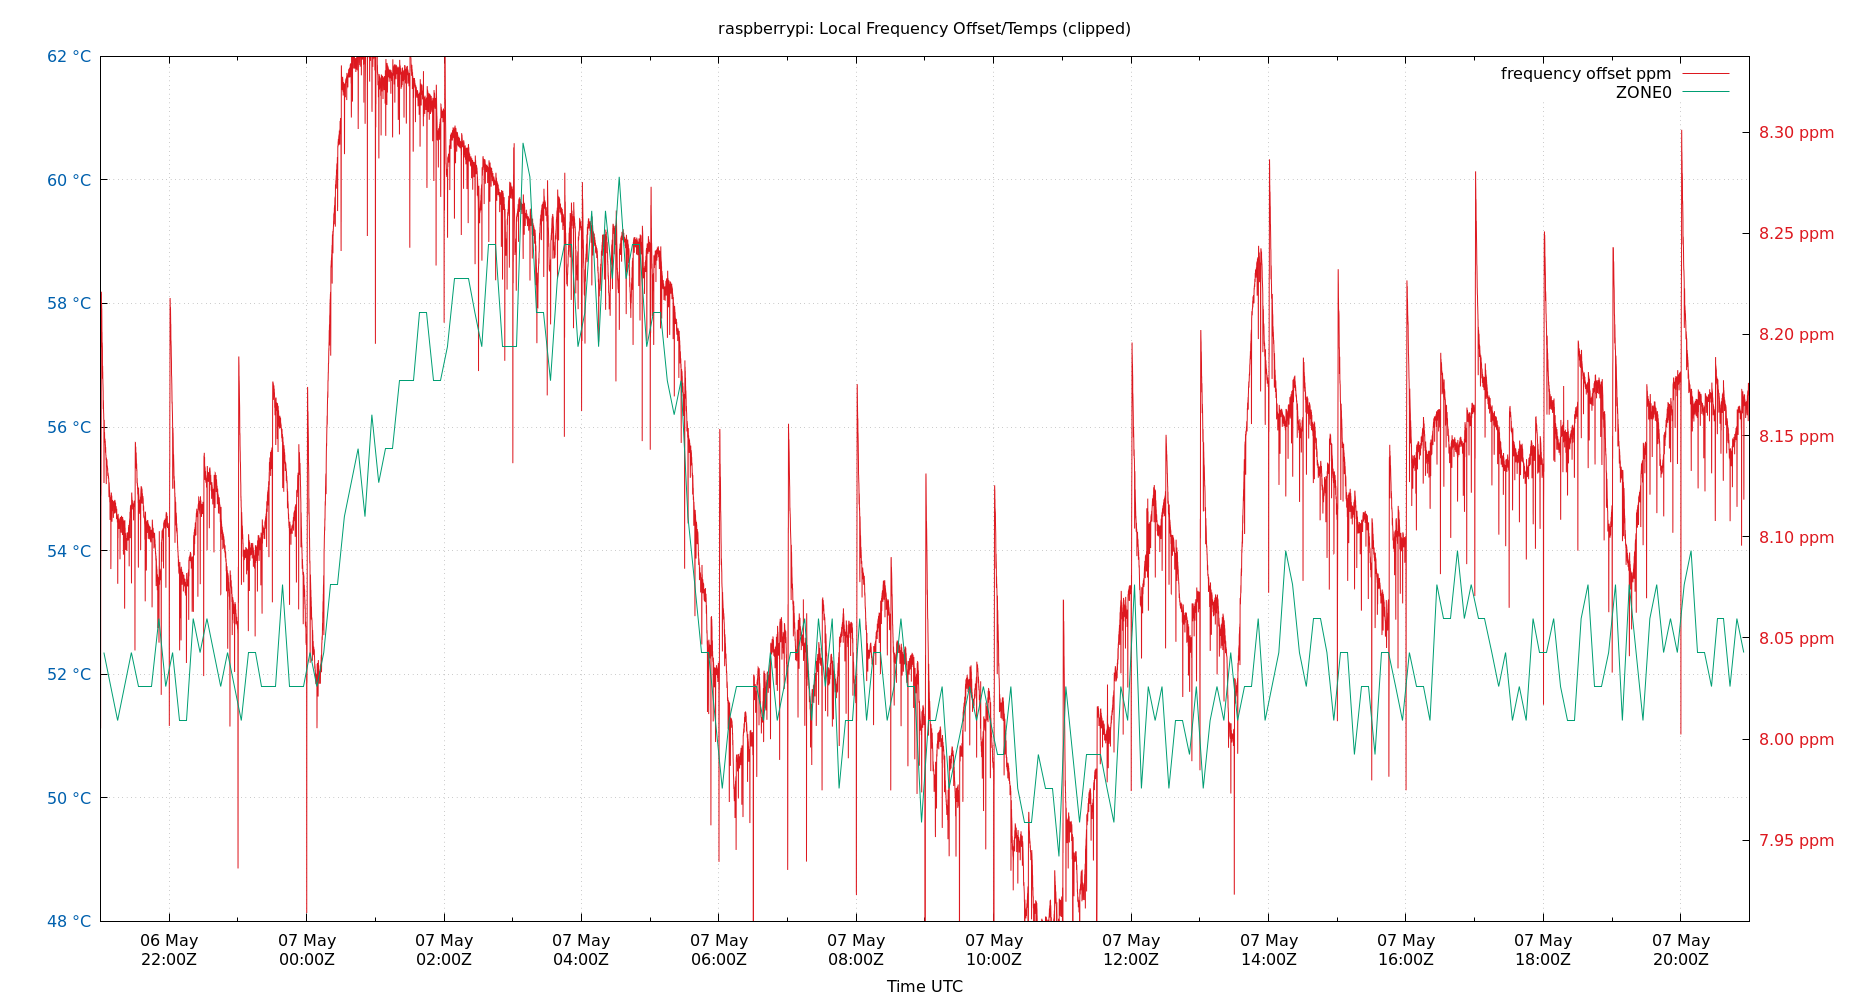 raspberrypi: Local Frequency Offset/Temps (clipped)
62 °C
60 °C
58 °C
56 °C
54 °C
52 °C
50 °C
48 °C
frequency offset ppm
ZONE0
8.30 ppm
8.25 ppm
8.20 ppm
8.15 ppm
8.10 ppm
8.05 ppm
8.00 ppm
7.95 ppm
06 May 07 May 07 May 07 May 07 May 07 May 07 May 07 May 07 May 07 May 07 May 07 May
22:00Z 00:00Z 02:00Z 04:00Z 06:00Z 08:00Z 10:00Z 12:00Z 14:00Z 16:00Z 18:00Z 20:00Z
Time UTC